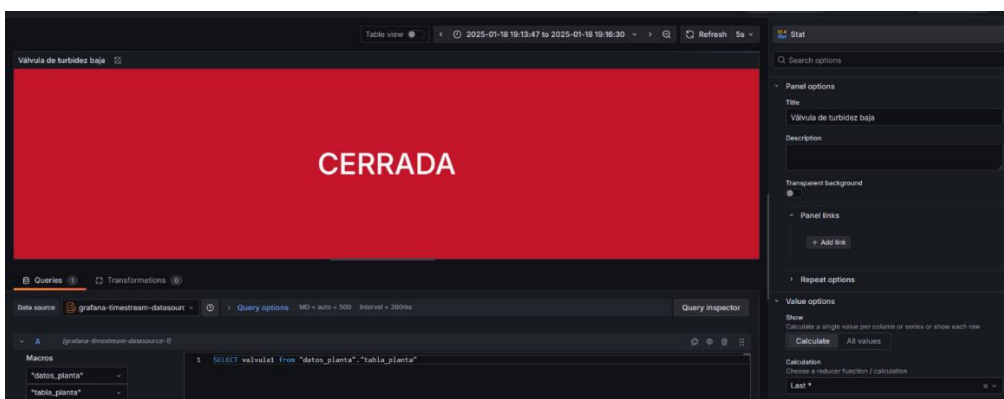 Table view
2025-01-18 19:13:47 to 2025-01-18 19:16:30
Refresh 5s
Válvula de turbidez baja
CERRADA
Queries 1 Transformations 0
Data source grafana-timestream-datasourc Query options MD = auto = 500 Interval = 200ms Query inspector
A (grafana-timestream-datasource-1)
Macros
"datos_planta"
"tabla_planta"
1 SELECT valvula1 from "datos_planta"."tabla_planta"
Stat
Search options
Panel options
Title
Válvula de turbidez baja
Description
Transparent background
Panel links
+ Add link
Repeat options
Value options
Show
Calculate a single value per column or series or show each row
Calculate All values
Calculation
Choose a reducer function / calculation
Last *